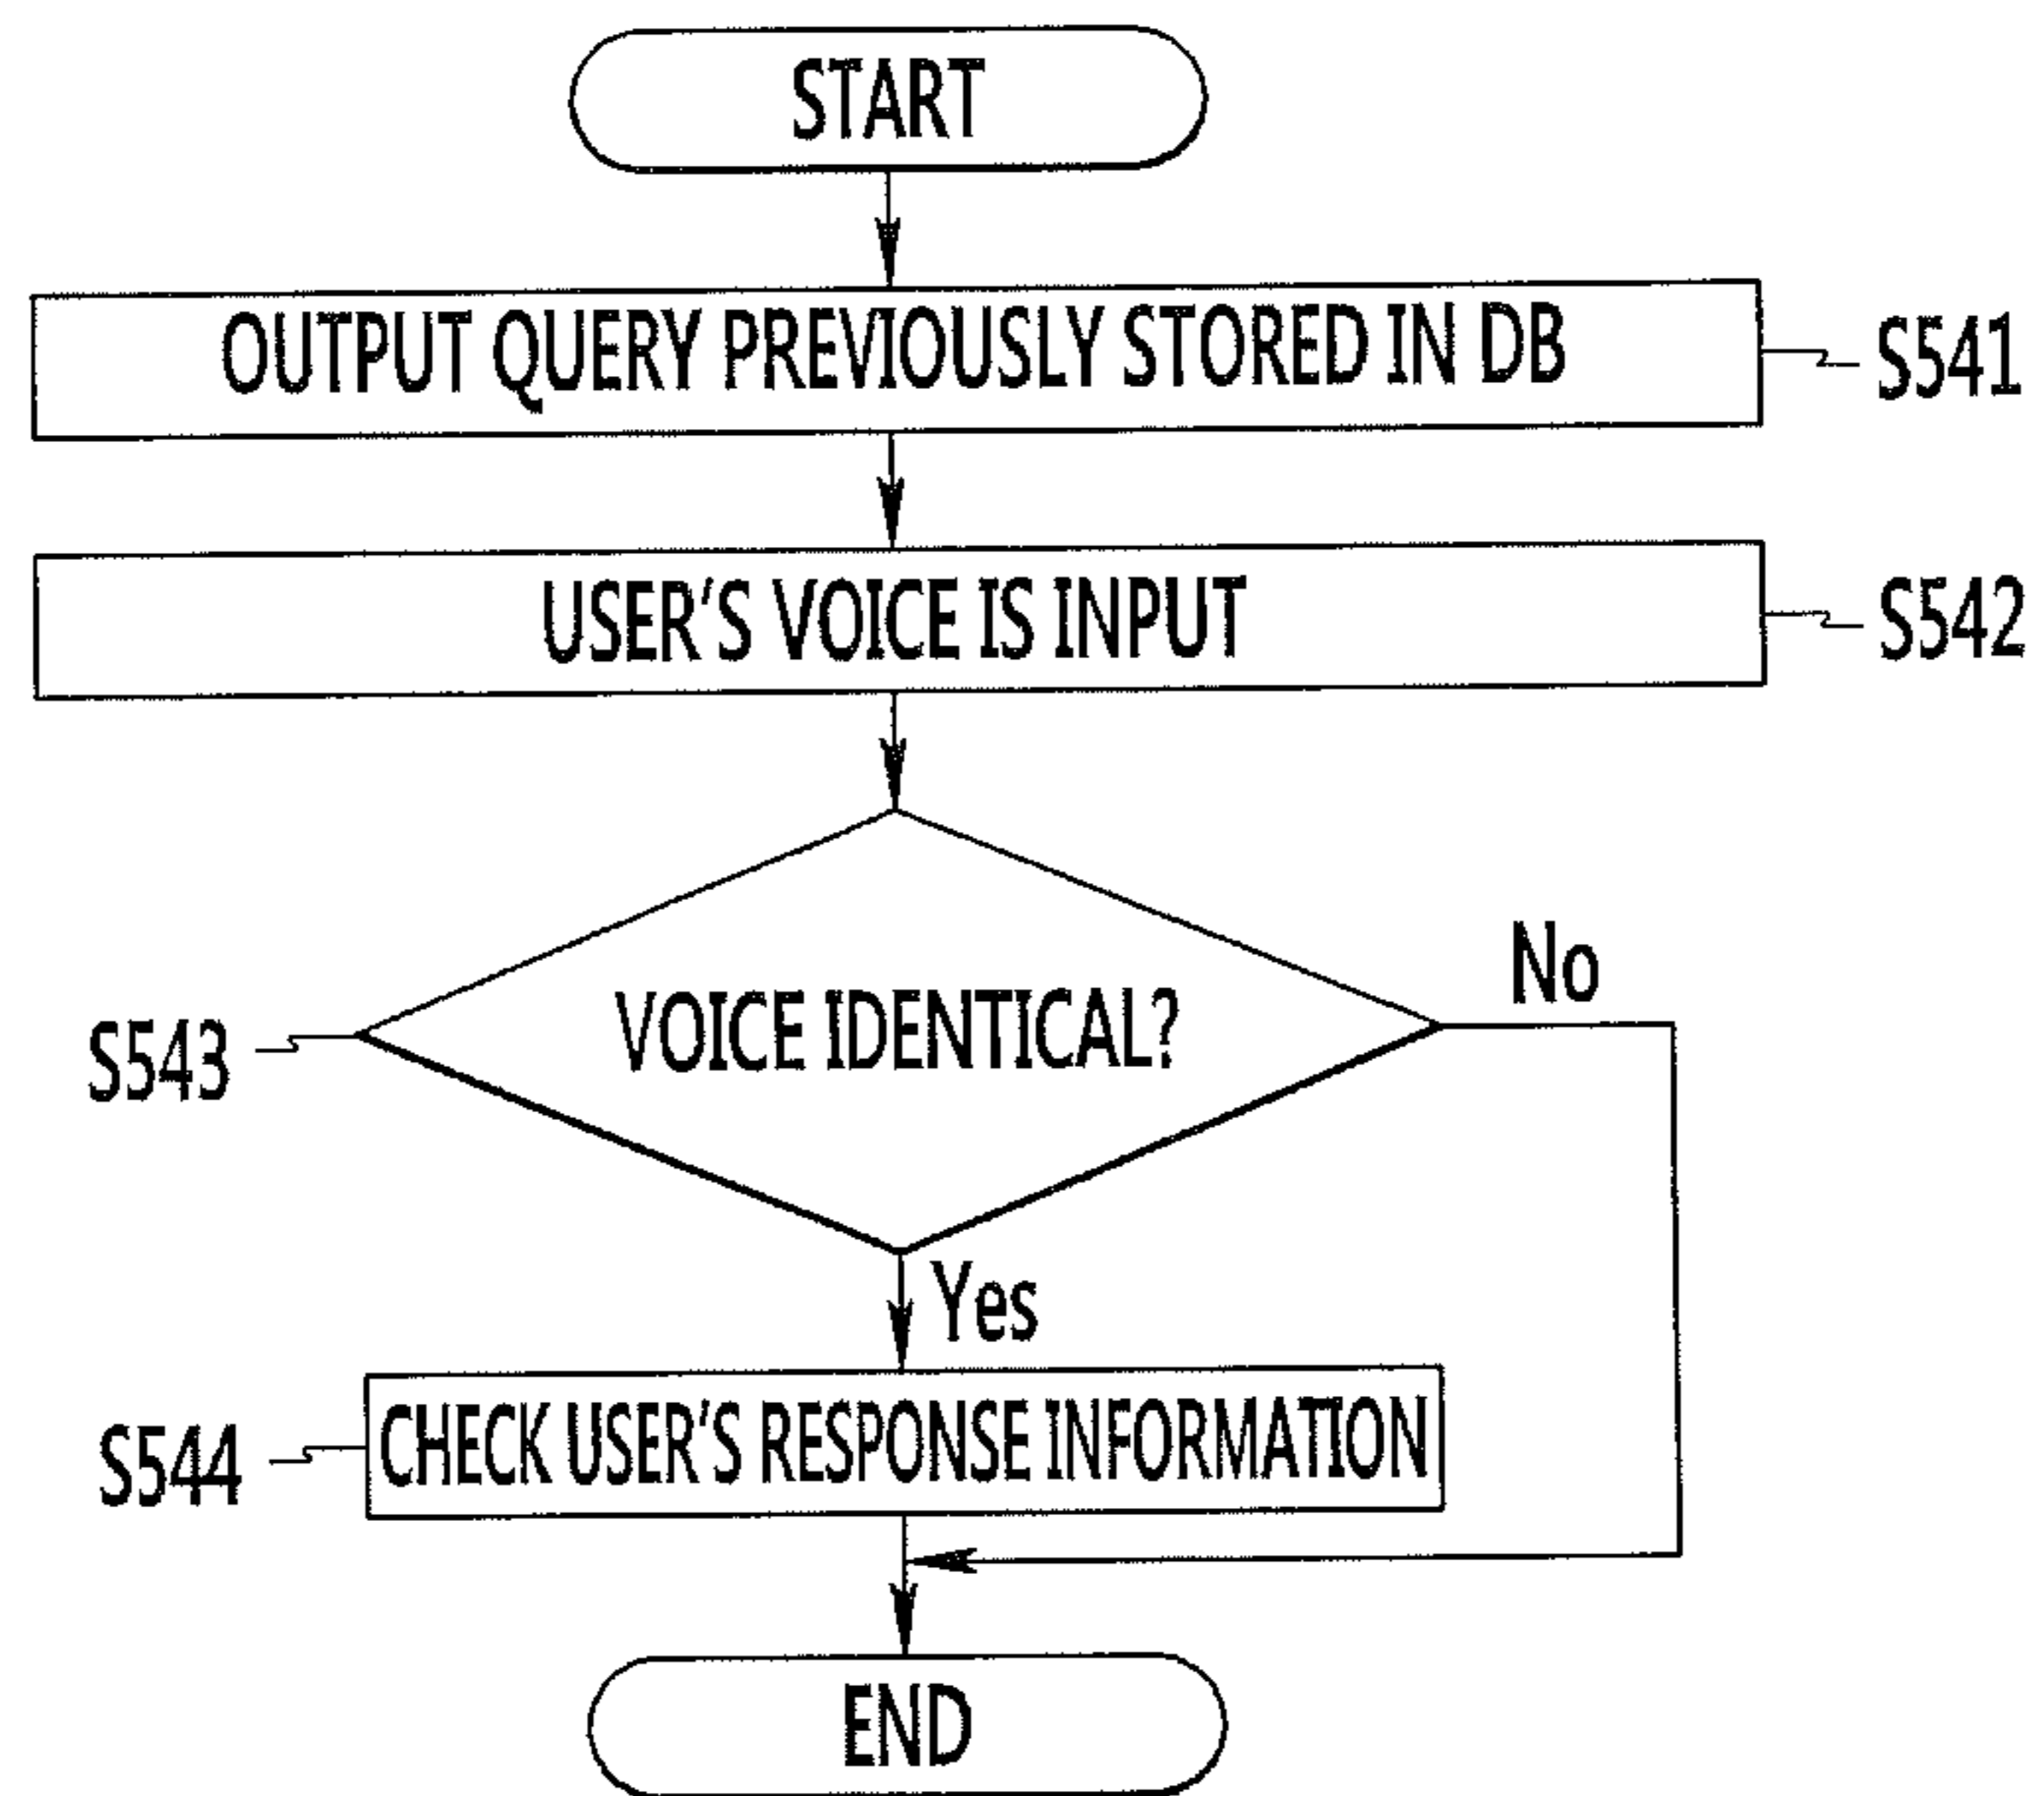 START
OUTPUT QUERY PREVIOUSLY STORED IN DB
S541
USER'S VOICE IS INPUT
S542
No
VOICE IDENTICAL?
S543
Yes
CHECK USER'S RESPONSE INFORMATION
S544
END